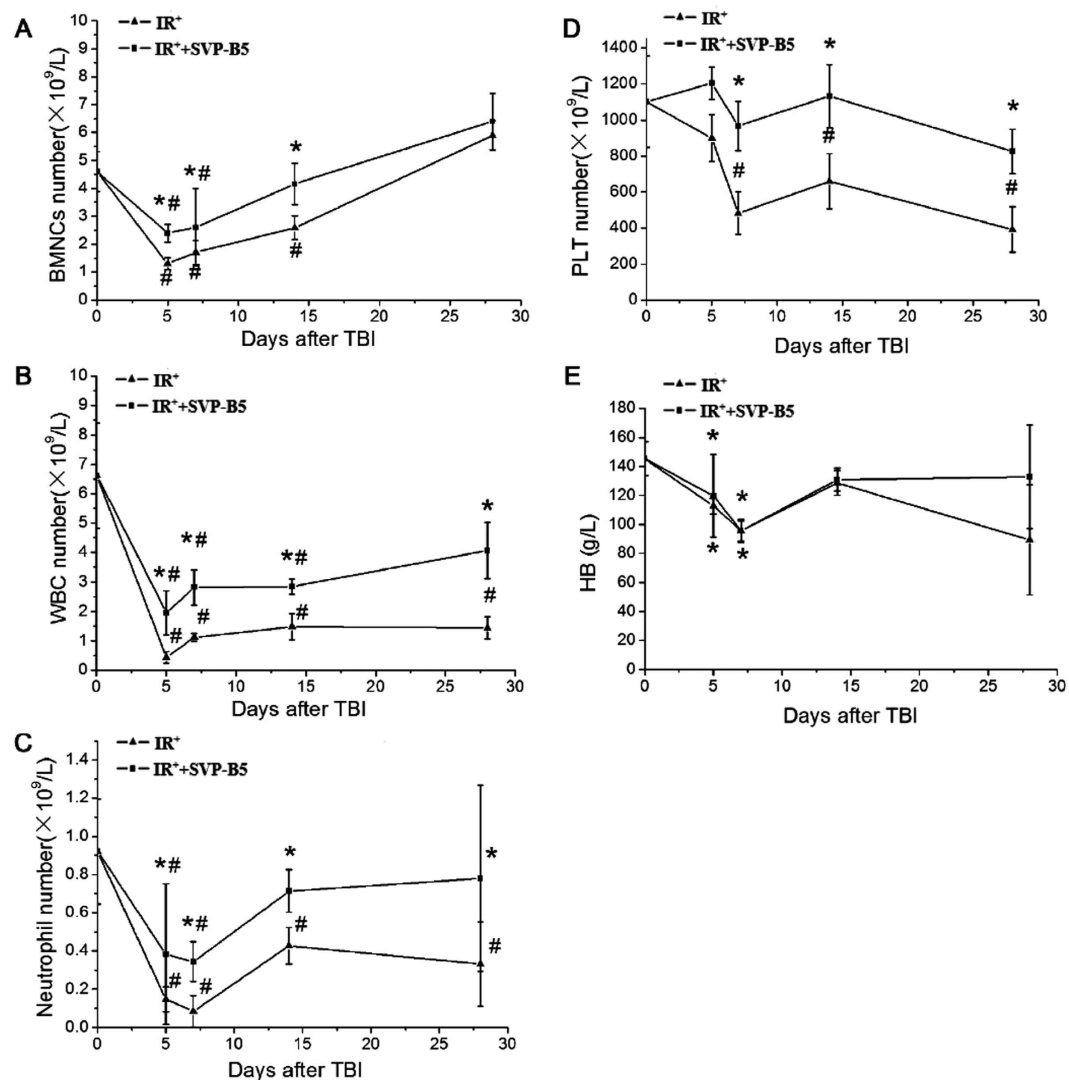 A
IR⁺
IR⁺+SVP-B5
BMNCs number(×10⁹/L)
10
9
8
7
6
5
4
3
2
1
0
*#
*#
*
#
#
#
0 5 10 15 20 25 30
Days after TBI
B
IR⁺
IR⁺+SVP-B5
WBC number(×10⁹/L)
10
9
8
7
6
5
4
3
2
1
0
*#
*#
*#
*
#
#
#
#
0 5 10 15 20 25 30
Days after TBI
C
IR⁺
IR⁺+SVP-B5
Neutrophil number(×10⁹/L)
1.4
1.2
1.0
0.8
0.6
0.4
0.2
0.0
*#
*#
*
*
#
#
#
#
0 5 10 15 20 25 30
Days after TBI
D
IR⁺
IR⁺+SVP-B5
PLT number(×10⁹/L)
1400
1200
1000
800
600
400
200
0
*
*
*
#
#
#
0 5 10 15 20 25 30
Days after TBI
E
IR⁺
IR⁺+SVP-B5
HB (g/L)
180
160
140
120
100
80
60
40
20
0
*
*
*
*
0 5 10 15 20 25 30
Days after TBI